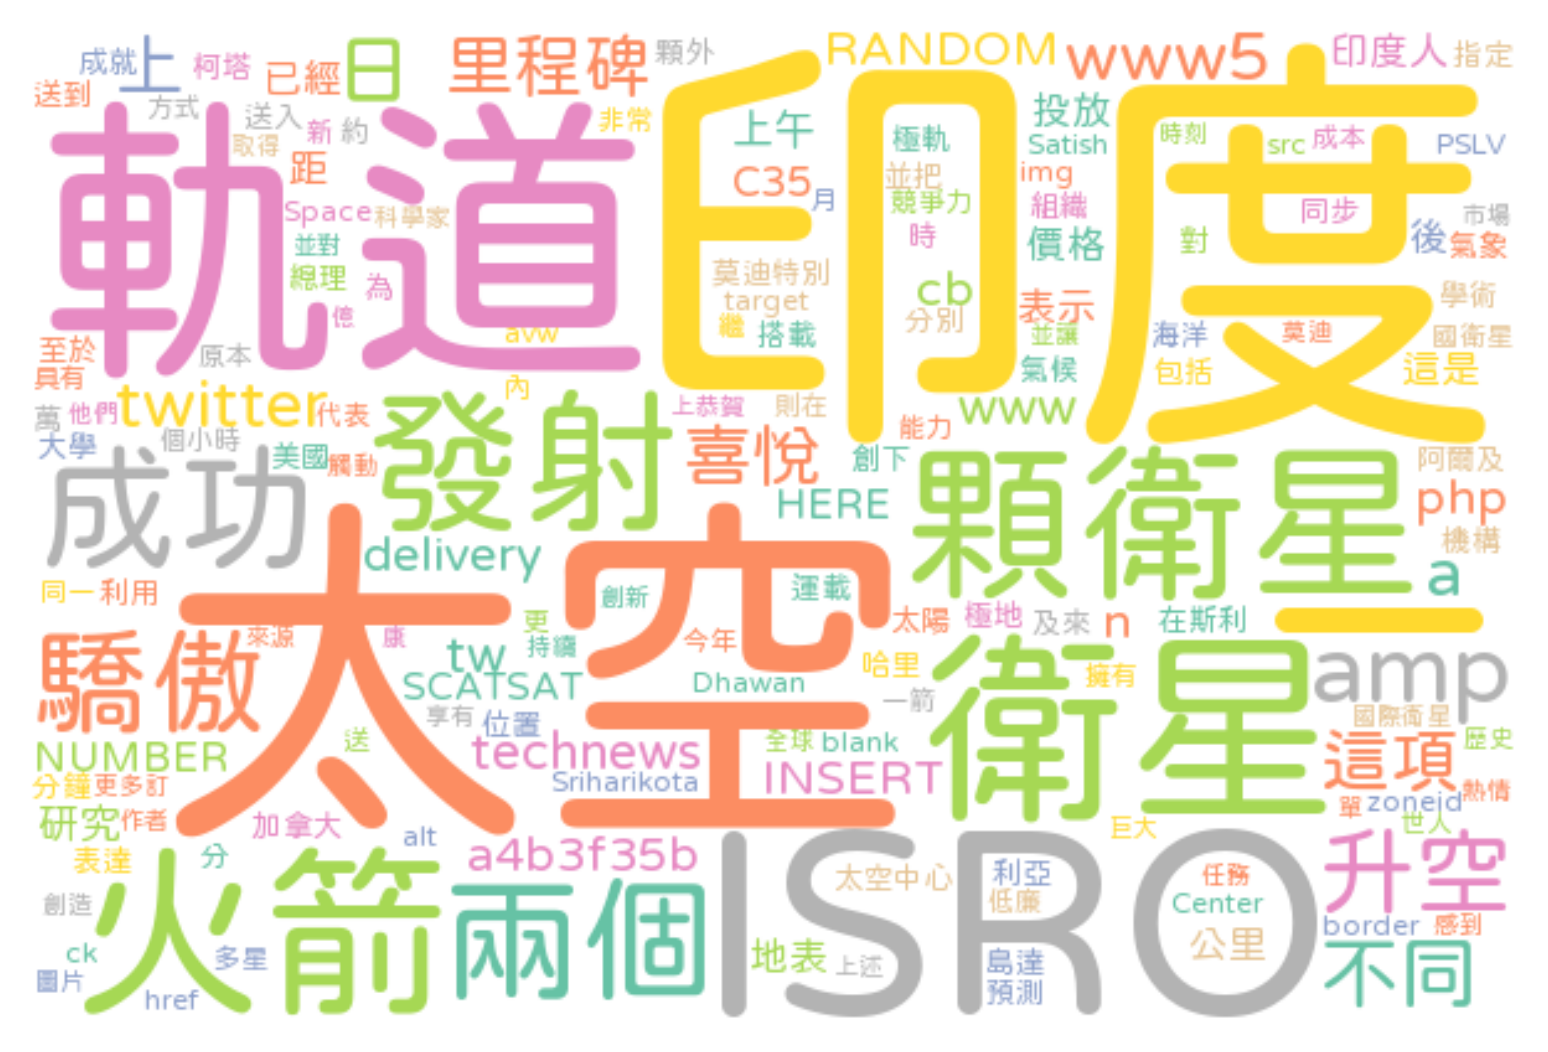 成就
上
柯塔
已經
日
里程碑
顆外
RANDOM
www5
印度人
指定
送到
方式
送入
新
約
非常
上午
極軌
投放
Satish
時刻
src
成本
PSLV
取得
距
C35
月
並把
競爭力
img
組織
同步
市場
軌道
印度
Space
科學家
並對
總理
為
時
價格
對
後
氣象
莫迪特別
target
cb
表示
學術
繼
搭載
分別
並讓
海洋
莫迪
國衛星
至於
具有
原本
avw
內
氣候
包括
這是
萬
他們
twitter
代表
上恭賀
則在
www
能力
大學
個小時
美國
觸動
發射
喜悅
創下
顆衛星
阿爾及
成功
HERE
php
delivery
機構
a
同一
利用
創新
運載
太陽
極地
及來
n
在斯利
一
驕傲
來源
康
更
持續
今年
太空
tw
哈里
擁有
amp
SCATSAT
Dhawan
一箭
衛星
享有
位置
國際衛星
NUMBER
送
technews
全球
blank
這項
歷史
分鐘
更多訂
Sriharikota
INSERT
單
zoneid
熱情
研究
作者
加拿大
alt
巨大
世人
表達
分
a4b3f35b
ISRO
太空中心
利亞
任務
升空
創造
火箭
兩個
低廉
Center
border
感到
ck
多星
地表
上述
島達
公里
不同
圖片
href
預測